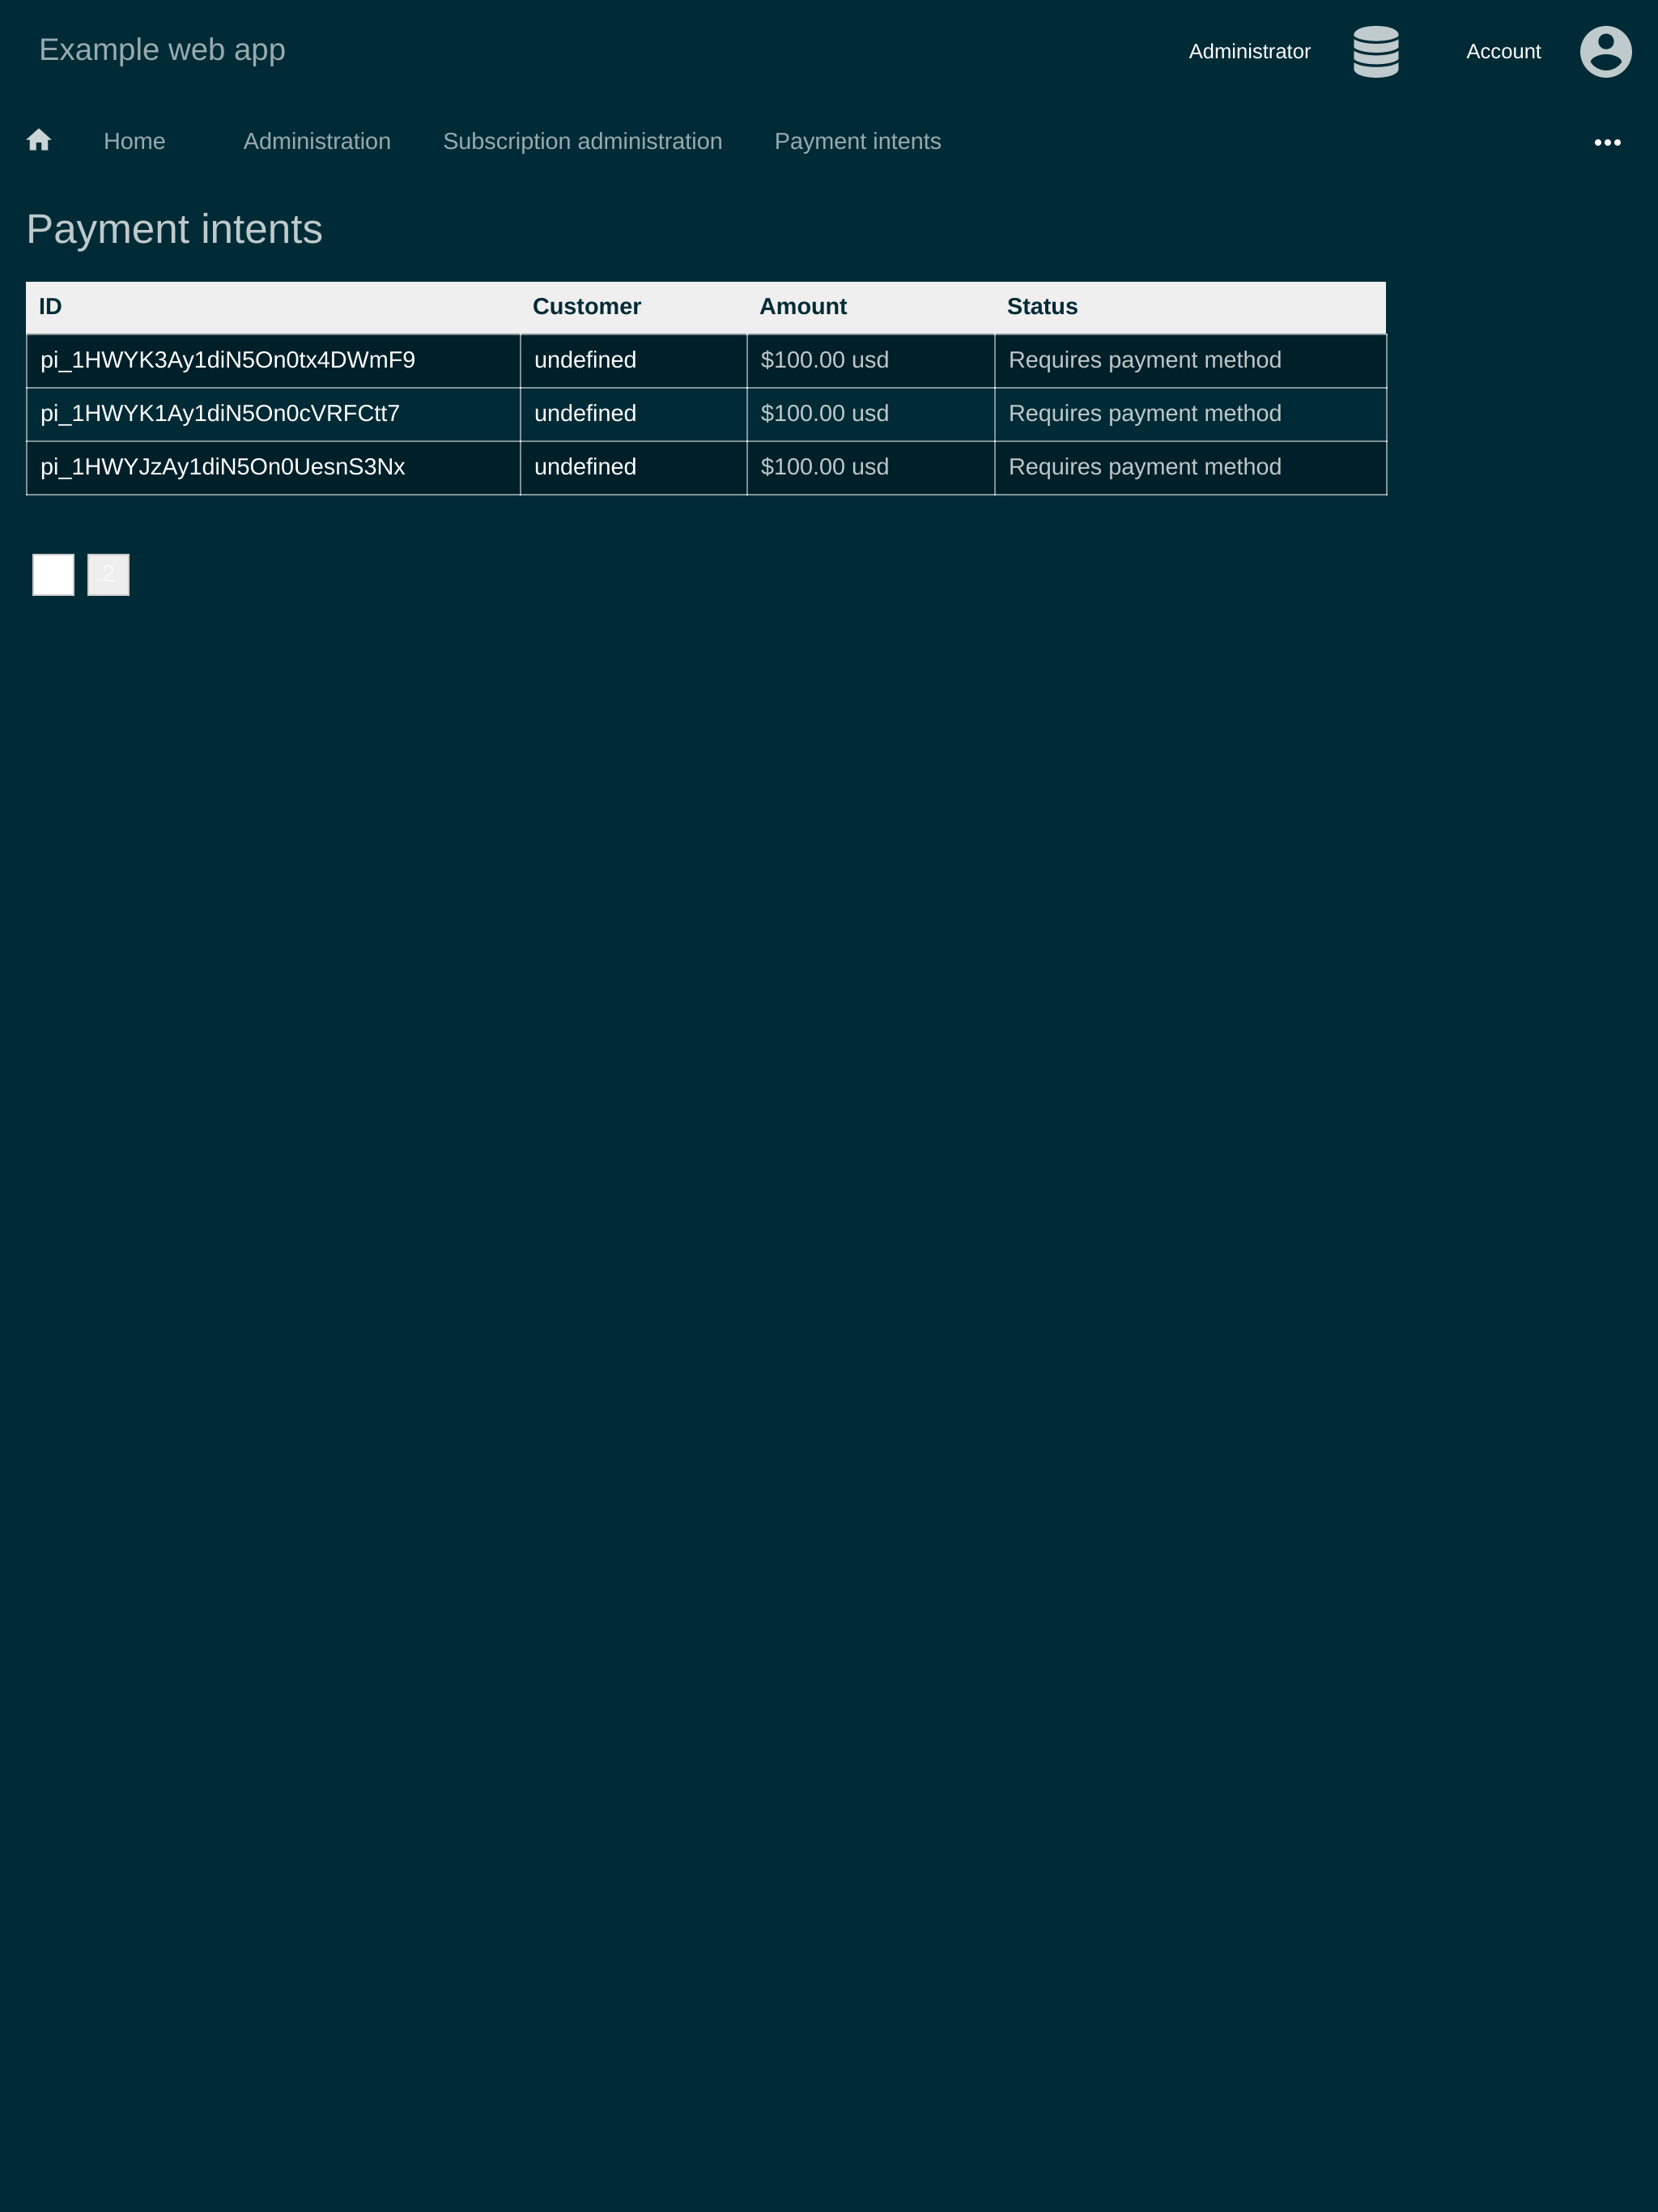 Example web app
Administrator
Account
Home
Administration
Subscription administration
Payment intents
Payment intents
ID Customer Amount Status
pi_1HWYK3Ay1diN5On0tx4DWmF9 undefined $100.00 usd Requires payment method
pi_1HWYK1Ay1diN5On0cVRFCtt7 undefined $100.00 usd Requires payment method
pi_1HWYJzAy1diN5On0UesnS3Nx undefined $100.00 usd Requires payment method
2